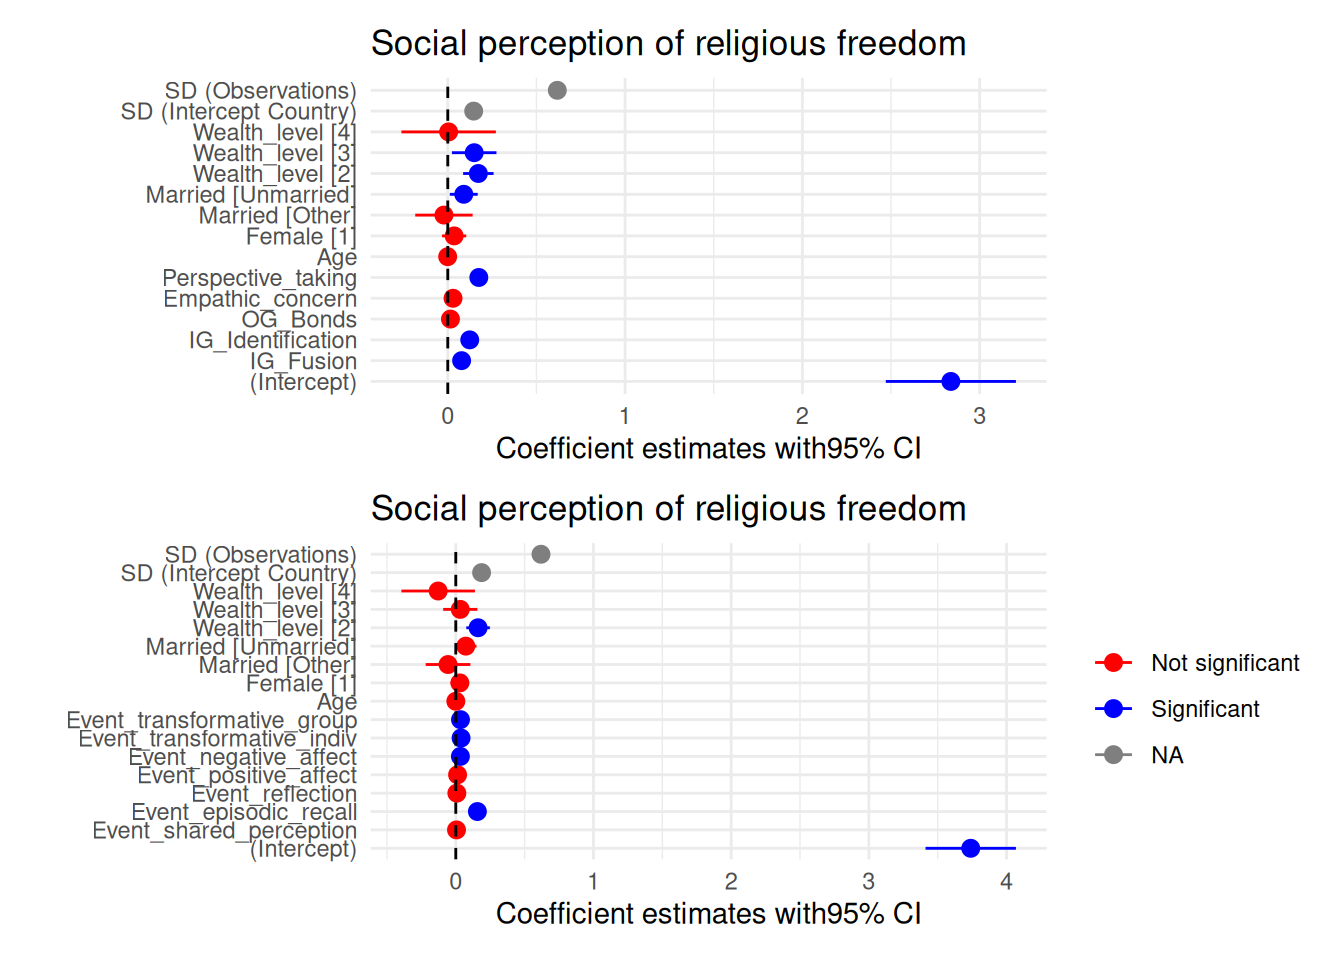 Social perception of religious freedom
SD (Observations)
SD (Intercept Country)
Wealth_level [4]
Wealth_level [3]
Wealth_level [2]
Married [Unmarried]
Married [Other]
Female [1]
Age
Perspective_taking
Empathic_concern
OG_Bonds
IG_Identification
IG_Fusion
(Intercept)
0 1 2 3
Coefficient estimates with95% CI
Social perception of religious freedom
SD (Observations)
SD (Intercept Country)
Wealth_level [4]
Wealth_level [3]
Wealth_level [2]
Married [Unmarried]
Married [Other]
Female [1]
Age
Event_transformative_group
Event_transformative_indiv
Event_negative_affect
Event_positive_affect
Event_reflection
Event_episodic_recall
Event_shared_perception
(Intercept)
0 1 2 3 4
Coefficient estimates with95% CI
Not significant
Significant
NA